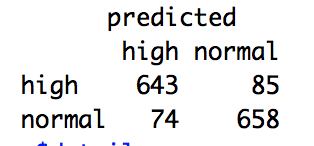 predicted
high normal
high 643 85
normal 74 658